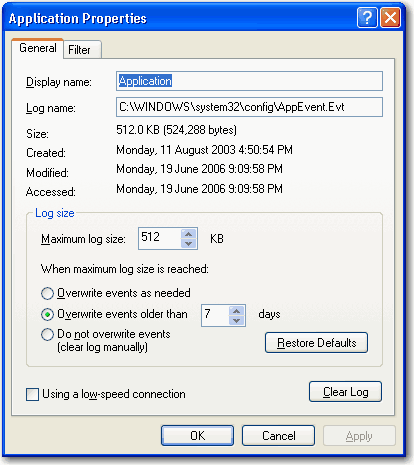 Application Properties
General
Filter
Display name: Application
Log name: C:\WINDOWS\system32\config\AppEvent.Evt
Size: 512.0 KB (524,288 bytes)
Created: Monday, 11 August 2003 4:50:54 PM
Modified: Monday, 19 June 2006 9:09:58 PM
Accessed: Monday, 19 June 2006 9:09:58 PM
Log size
Maximum log size: 512 KB
When maximum log size is reached:
Overwrite events as needed
Overwrite events older than 7 days
Do not overwrite events
(clear log manually)
Restore Defaults
Using a low-speed connection
Clear Log
OK Cancel Apply